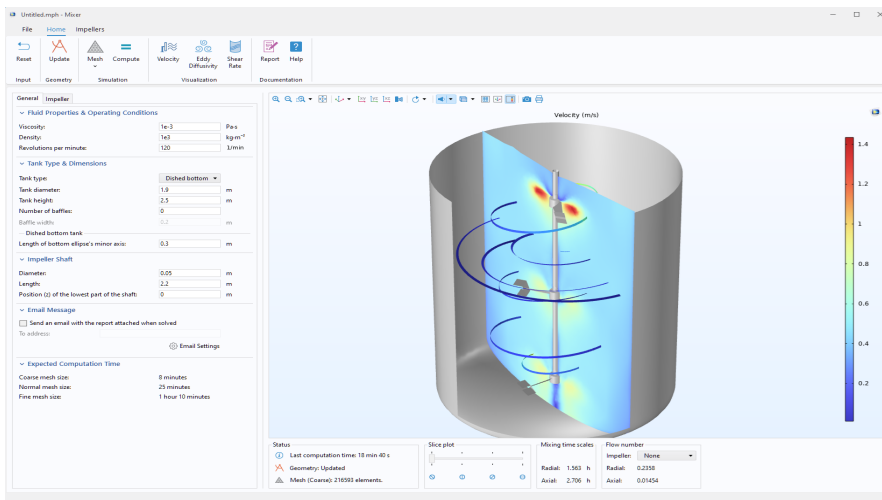 Untitled.mph - Mixer
File Home Impellers
Reset Update Mesh Compute Velocity Eddy Diffusivity Shear Rate Report Help
Input Geometry Simulation Visualization Documentation
General Impeller
Fluid Properties & Operating Conditions
Viscosity: 1e-3 Pa·s
Density: 1e3 kg·m⁻³
Revolutions per minute: 120 1/min
Tank Type & Dimensions
Tank type: Dished bottom
Tank diameter: 1.9 m
Tank height: 2.5 m
Number of baffles: 0
Baffle width: 0.2 m
Dished bottom tank
Length of bottom ellipse's minor axis: 0.3 m
Impeller Shaft
Diameter: 0.05 m
Length: 2.2 m
Position (z) of the lowest part of the shaft: 0 m
Email Message
Send an email with the report attached when solved
To address:
Email Settings
Expected Computation Time
Coarse mesh size: 8 minutes
Normal mesh size: 25 minutes
Fine mesh size: 1 hour 10 minutes
Velocity (m/s)
1.4
1.2
1
0.8
0.6
0.4
0.2
Status
Last computation time: 18 min 40 s
Geometry: Updated
Mesh (Coarse): 216593 elements.
Slice plot
Mixing time scales
Radial: 1.563 h
Axial: 2.706 h
Flow number
Impeller: None
Radial: 0.2358
Axial: 0.01454